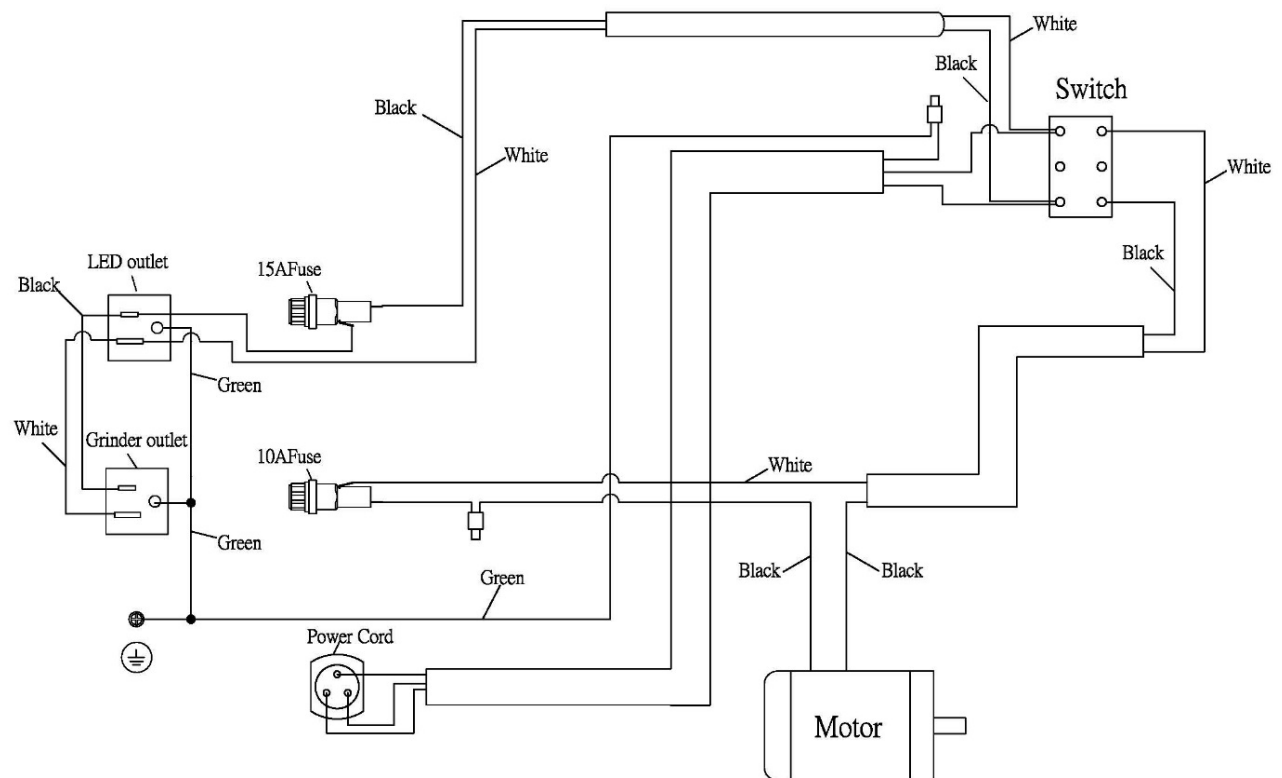 White
Black
Switch
Black
White
White
LED outlet
15AFuse
Black
Black
Green
White
Grinder outlet
10AFuse
White
Green
Black
Black
Green
Power Cord
Motor